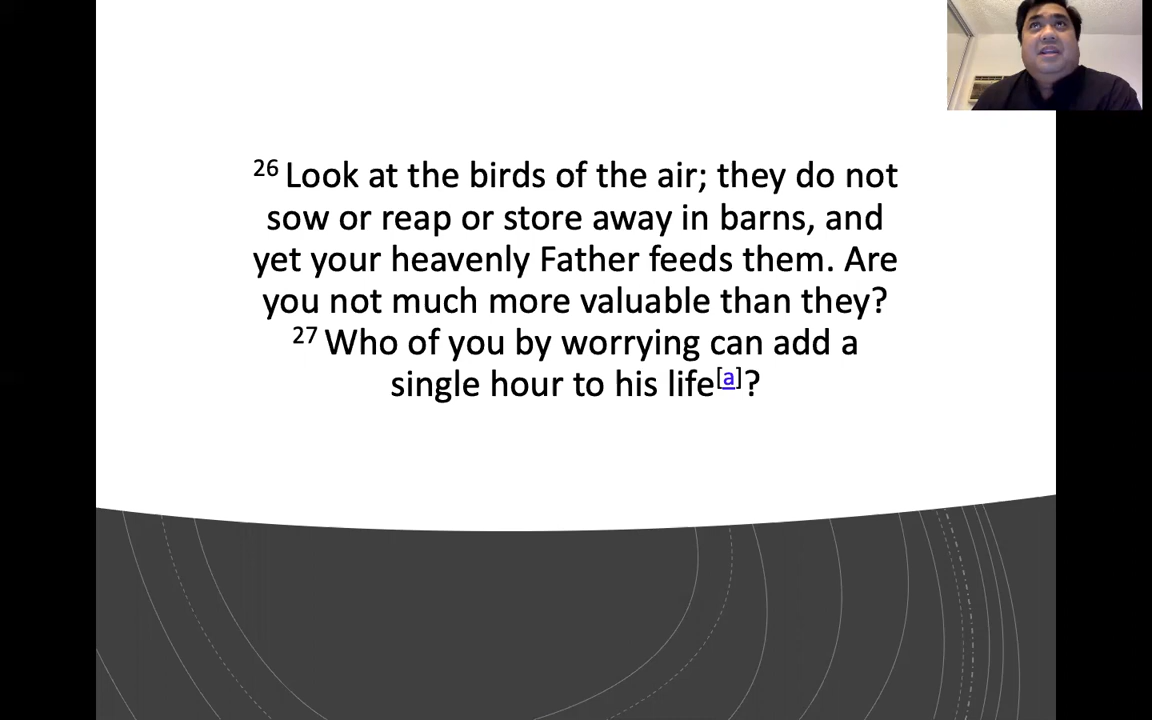 26 Look at the birds of the air; they do not
sow or reap or store away in barns, and
yet your heavenly Father feeds them. Are
you not much more valuable than they?
27 Who of you by worrying can add a
single hour to his life[a]?